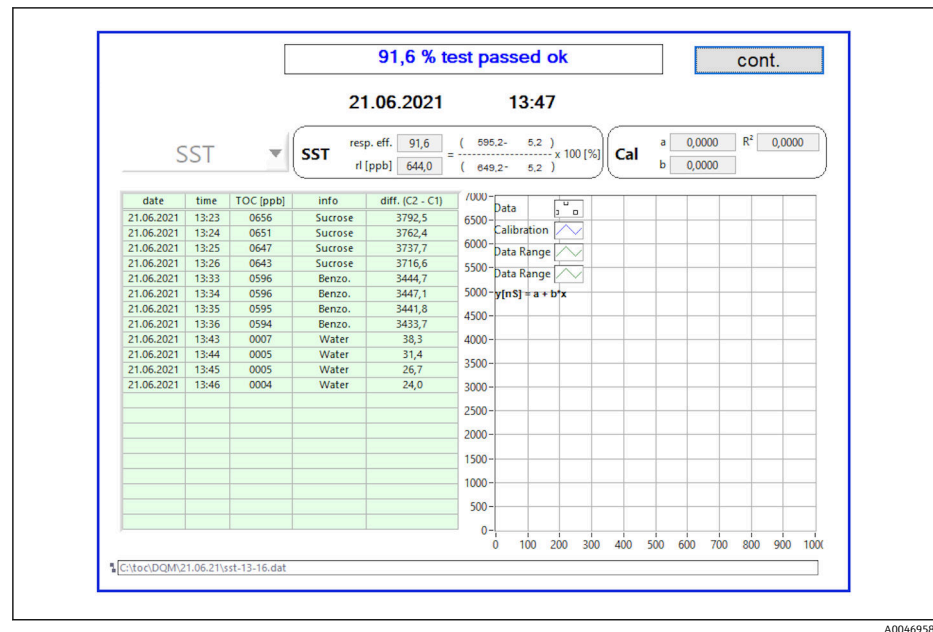 91,6 % test passed ok
cont.
21.06.2021 13:47
SST
SST
resp. eff. 91,6
rl [ppb] 644,0
= ( 595,2- 5,2 )
--------------- x 100 [%]
( 649,2- 5,2 )
Cal
a 0,0000 R² 0,0000
b 0,0000
date time TOC [ppb] info diff. (C2 - C1)
21.06.2021 13:23 0656 Sucrose 3792,5
21.06.2021 13:24 0651 Sucrose 3762,4
21.06.2021 13:25 0647 Sucrose 3737,7
21.06.2021 13:26 0643 Sucrose 3716,6
21.06.2021 13:33 0596 Benzo. 3444,7
21.06.2021 13:34 0596 Benzo. 3447,1
21.06.2021 13:35 0595 Benzo. 3441,8
21.06.2021 13:36 0594 Benzo. 3433,7
21.06.2021 13:43 0007 Water 38,3
21.06.2021 13:44 0005 Water 31,4
21.06.2021 13:45 0005 Water 26,7
21.06.2021 13:46 0004 Water 24,0
7000
Data
6500
Calibration
6000
Data Range
5500
Data Range
5000
y[nS] = a + b*x
4500
4000
3500
3000
2500
2000
1500
1000
500
0
0 100 200 300 400 500 600 700 800 900 100
C:\toc\DQM\21.06.21\sst-13-16.dat
A0046958